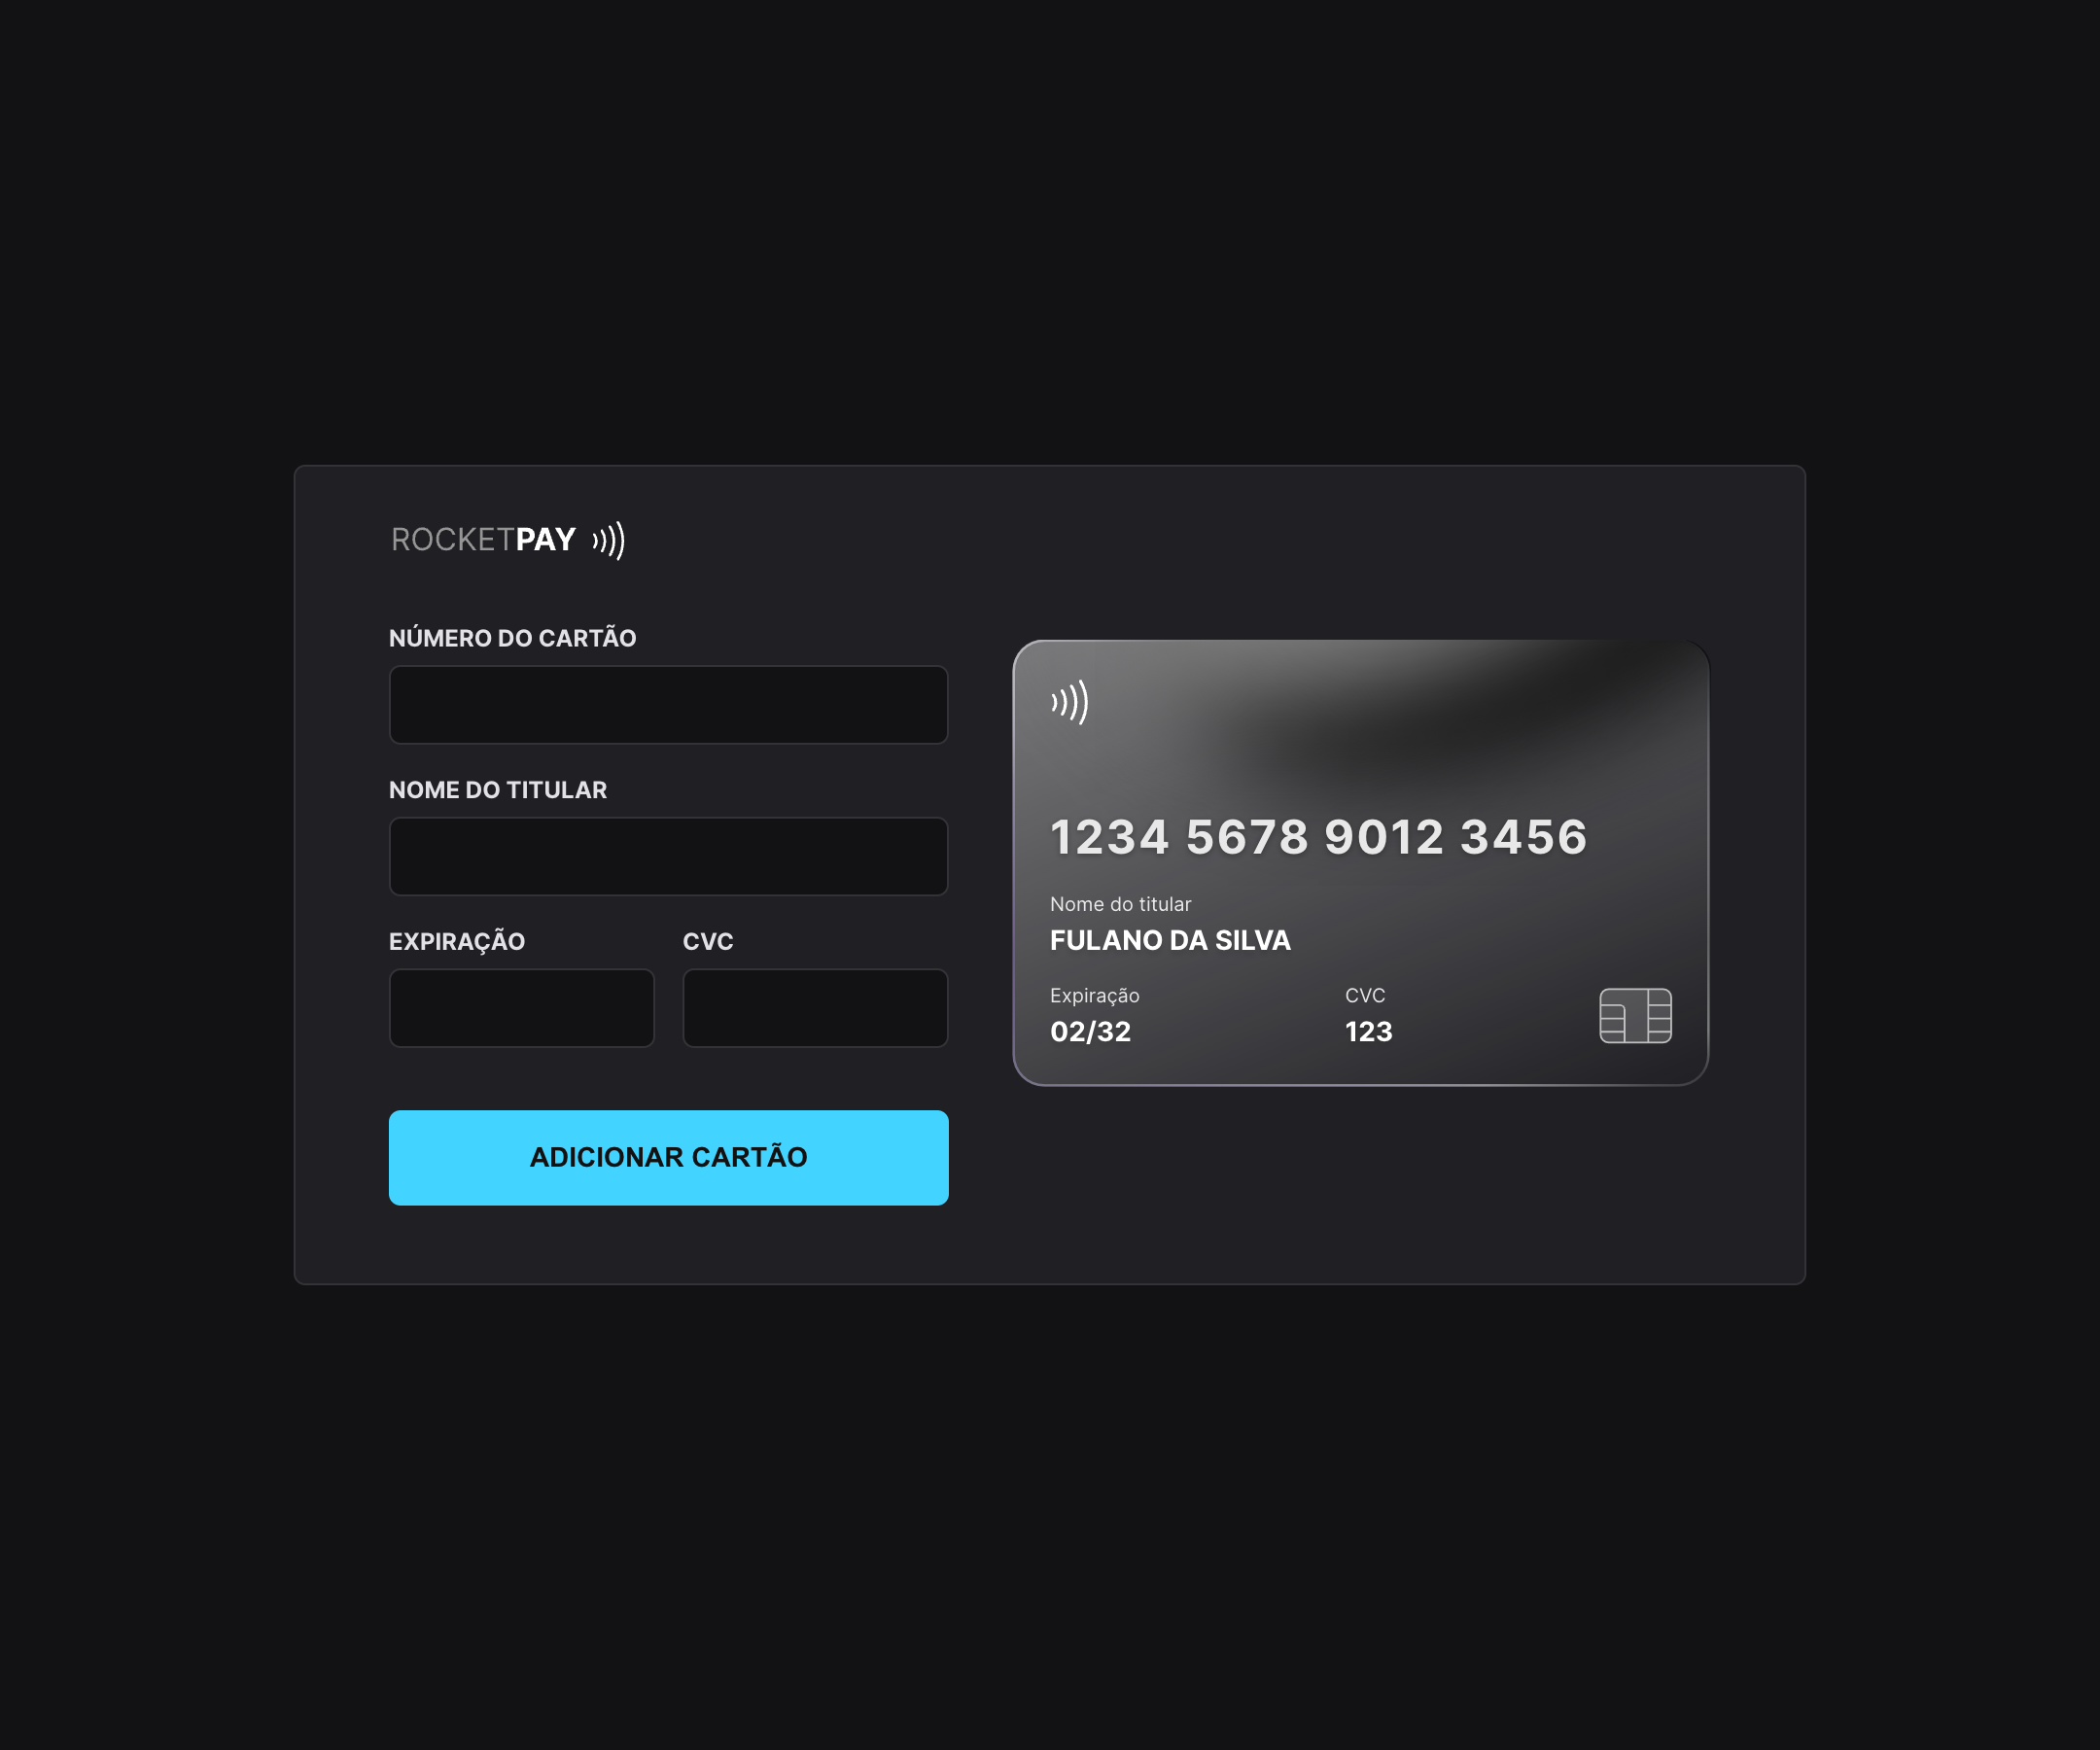 ROCKETPAY
NÚMERO DO CARTÃO
NOME DO TITULAR
EXPIRAÇÃO
CVC
ADICIONAR CARTÃO
1234 5678 9012 3456
Nome do titular
FULANO DA SILVA
Expiração
02/32
CVC
123